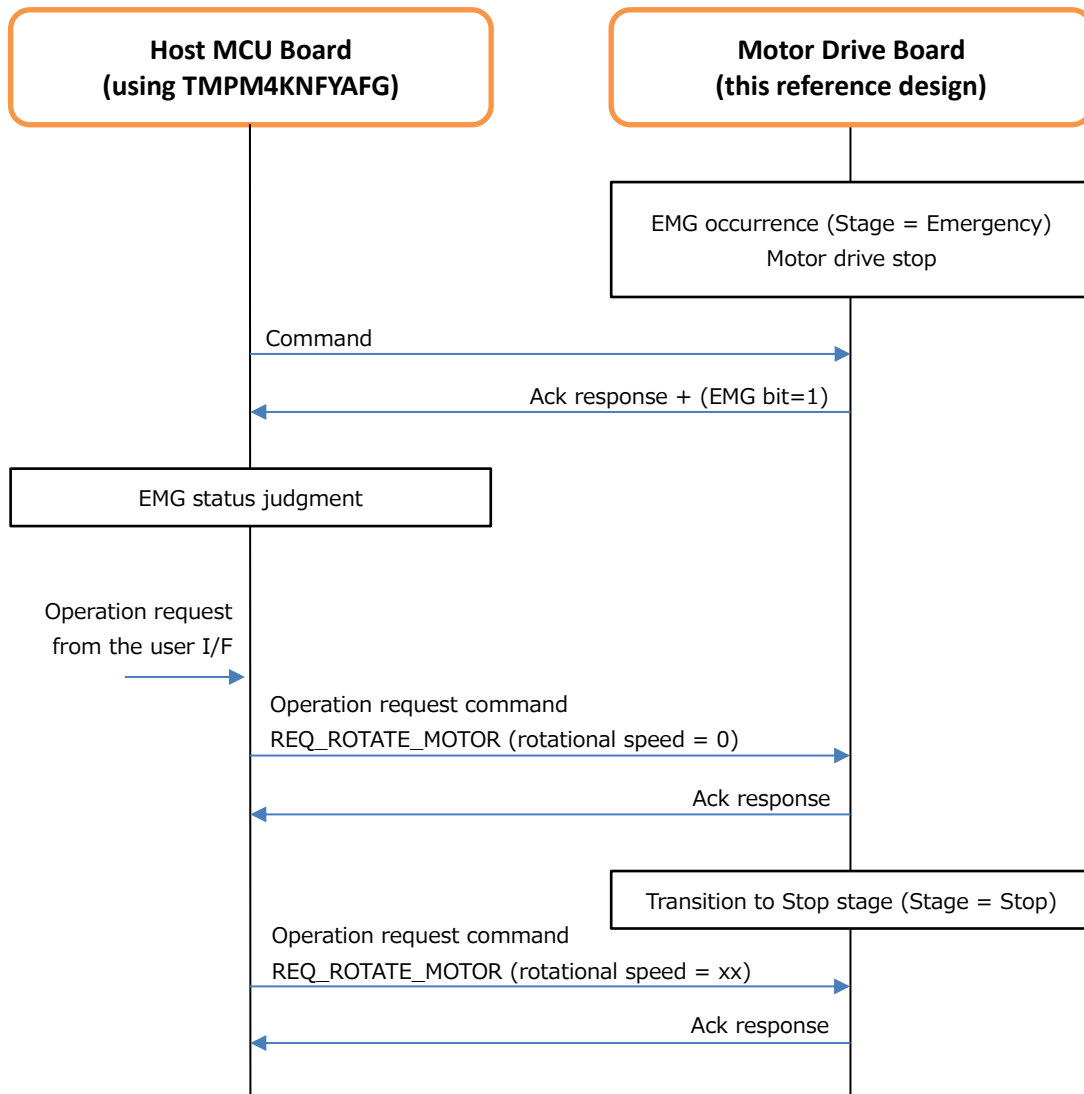 Host MCU Board
(using TMPM4KNFYAFG)
Motor Drive Board
(this reference design)
EMG occurrence (Stage = Emergency)
Motor drive stop
Command
Ack response + (EMG bit=1)
EMG status judgment
Operation request
from the user I/F
Operation request command
REQ_ROTATE_MOTOR (rotational speed = 0)
Ack response
Transition to Stop stage (Stage = Stop)
Operation request command
REQ_ROTATE_MOTOR (rotational speed = xx)
Ack response